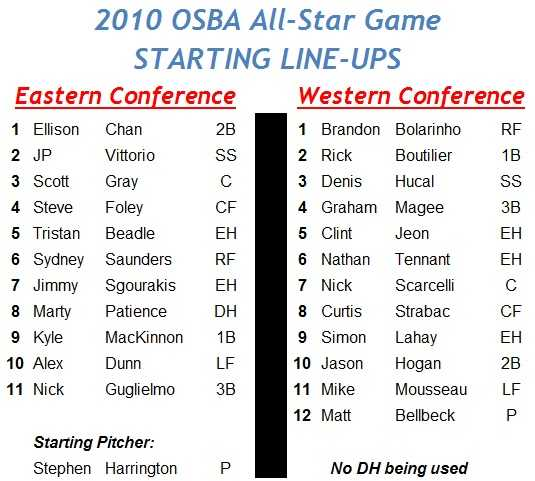 2010 OSBA All-Star Game
STARTING LINE-UPS
Eastern Conference
1 Ellison Chan 2B
2 JP Vittorio SS
3 Scott Gray C
4 Steve Foley CF
5 Tristan Beadle EH
6 Sydney Saunders RF
7 Jimmy Sgourakis EH
8 Marty Patience DH
9 Kyle MacKinnon 1B
10 Alex Dunn LF
11 Nick Guglielmo 3B
Starting Pitcher:
Stephen Harrington P
Western Conference
1 Brandon Bolarinho RF
2 Rick Boutilier 1B
3 Denis Hucal SS
4 Graham Magee 3B
5 Clint Jeon EH
6 Nathan Tennant EH
7 Nick Scarcelli C
8 Curtis Strabac CF
9 Simon Lahay EH
10 Jason Hogan 2B
11 Mike Mousseau LF
12 Matt Bellbeck P
No DH being used